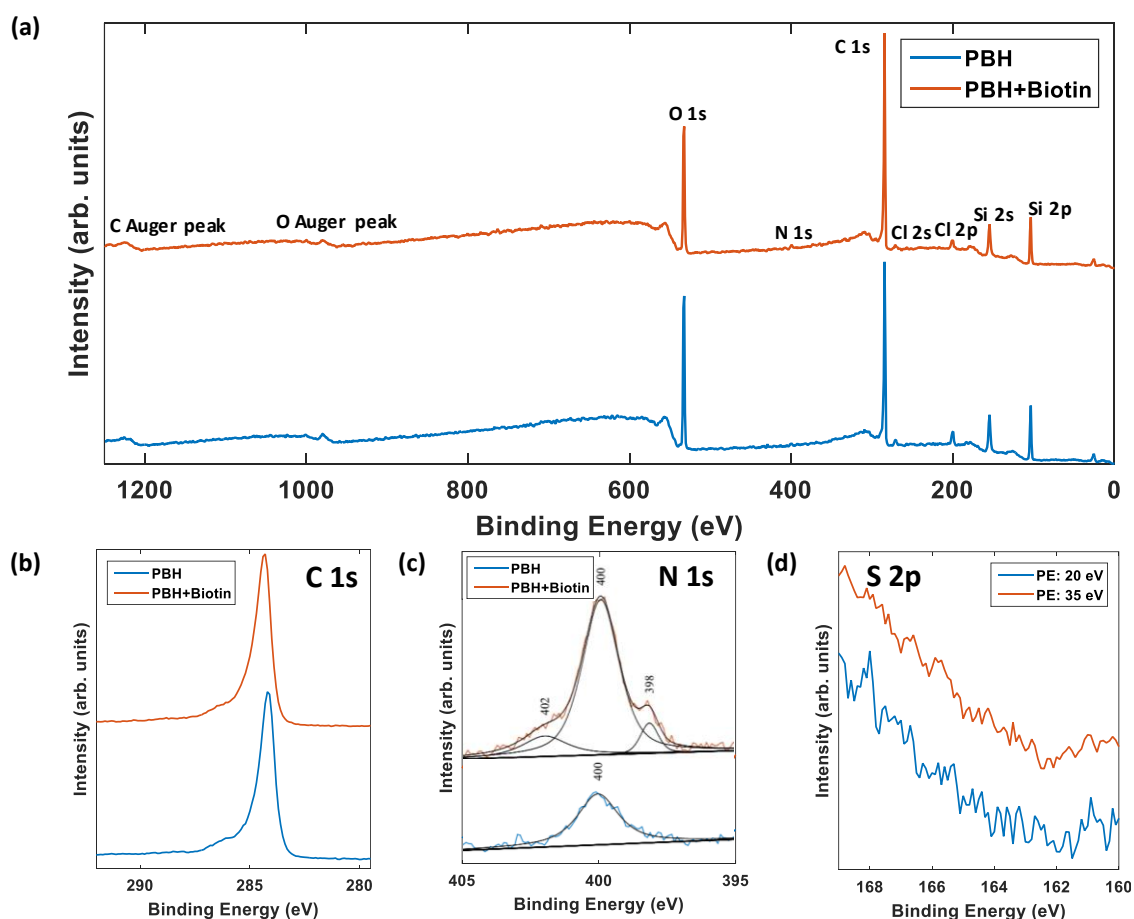 (a)
Intensity (arb. units)
C 1s
PBH
PBH+Biotin
O 1s
C Auger peak
O Auger peak
N 1s
Cl 2s
Cl 2p
Si 2s
Si 2p
1200 1000 800 600 400 200 0
Binding Energy (eV)
(b)
Intensity (arb. units)
PBH
PBH+Biotin
C 1s
290 285 280
Binding Energy (eV)
(c)
Intensity (arb. units)
PBH
PBH+Biotin
N 1s
400
402
398
400
405 400 395
Binding Energy (eV)
(d)
Intensity (arb. units)
S 2p
PE: 20 eV
PE: 35 eV
168 166 164 162 160
Binding Energy (eV)